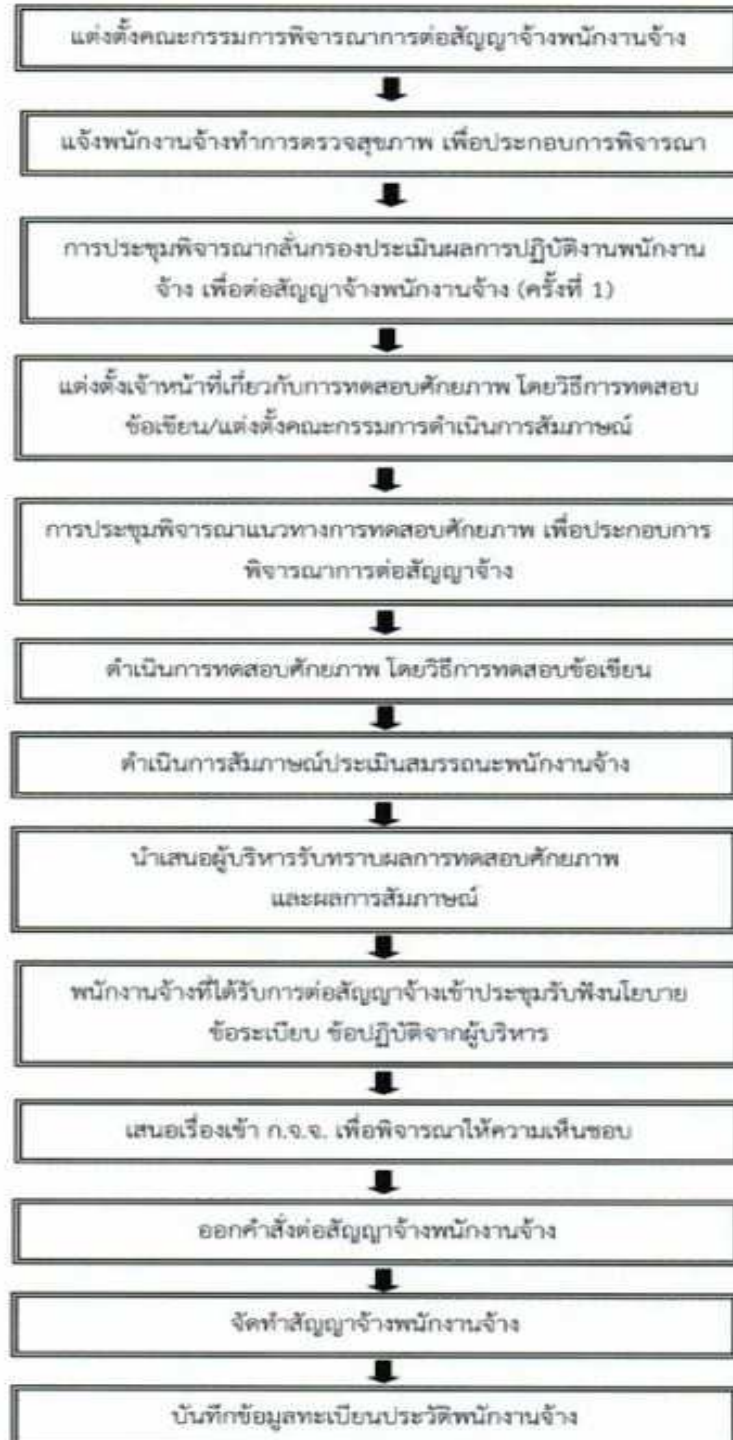 แต่งตั้งคณะกรรมการพิจารณาการต่อสัญญาจ้างพนักงานจ้าง
แจ้งพนักงานจ้างทำการตรวจสุขภาพ เพื่อประกอบการพิจารณา
การประชุมพิจารณากลั่นกรองประเมินผลการปฏิบัติงานพนักงาน
จ้าง เพื่อต่อสัญญาจ้างพนักงานจ้าง (ครั้งที่ 1)
แต่งตั้งเจ้าหน้าที่เกี่ยวกับการทดสอบศักยภาพ โดยวิธีการทดสอบ
ข้อเขียน/แต่งตั้งคณะกรรมการดำเนินการสัมภาษณ์
การประชุมพิจารณาแนวทางการทดสอบศักยภาพ เพื่อประกอบการ
พิจารณาการต่อสัญญาจ้าง
ดำเนินการทดสอบศักยภาพ โดยวิธีการทดสอบข้อเขียน
ดำเนินการสัมภาษณ์ประเมินสมรรถนะพนักงานจ้าง
นำเสนอผู้บริหารรับทราบผลการทดสอบศักยภาพ
และผลการสัมภาษณ์
พนักงานจ้างที่ได้รับการต่อสัญญาจ้างเข้าประชุมรับฟังนโยบาย
ข้อระเบียบ ข้อปฏิบัติจากผู้บริหาร
เสนอเรื่องเข้า ก.จ.จ. เพื่อพิจารณาให้ความเห็นชอบ
ออกคำสั่งต่อสัญญาจ้างพนักงานจ้าง
จัดทำสัญญาจ้างพนักงานจ้าง
บันทึกข้อมูลทะเบียนประวัติพนักงานจ้าง